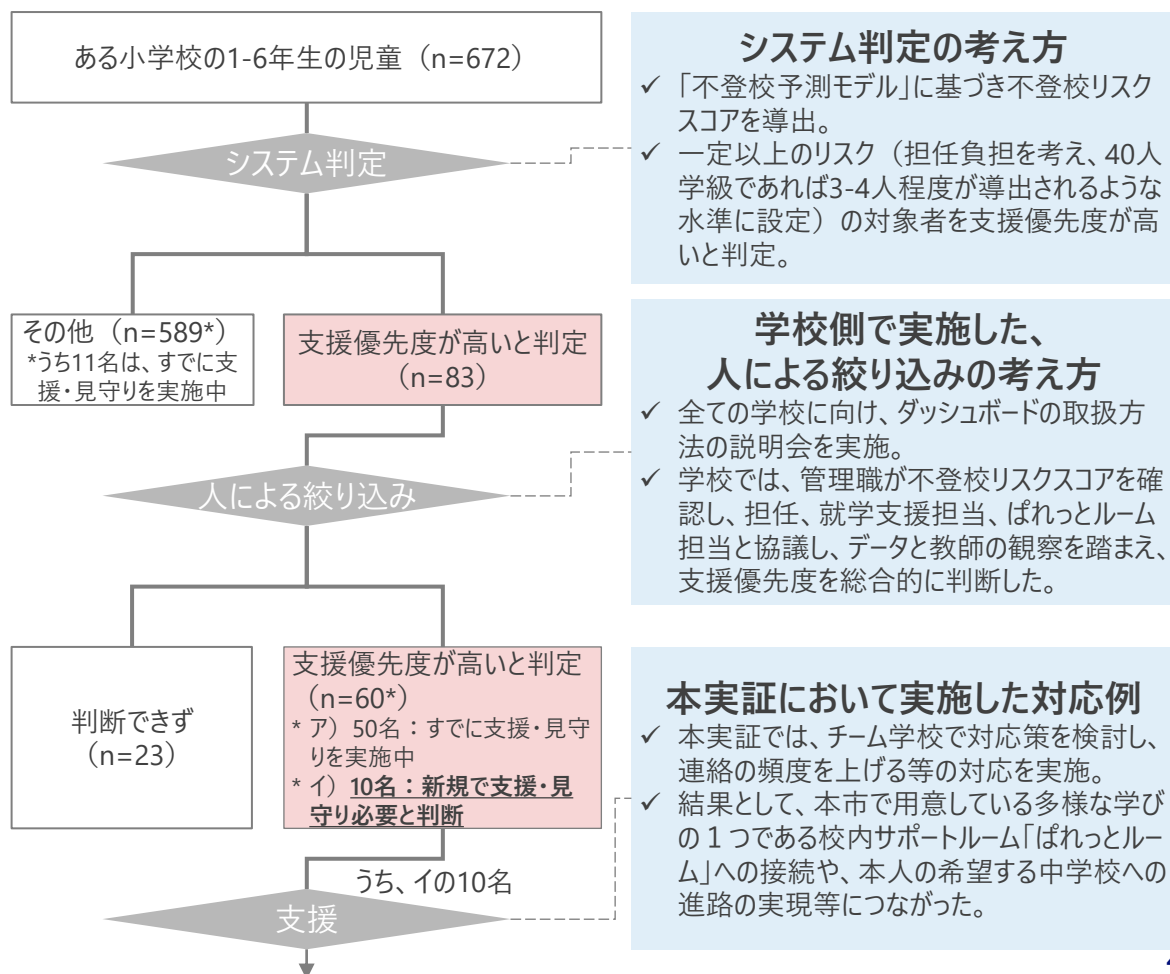 ある小学校の1-6年生の児童（n=672）
システム判定
システム判定の考え方
✓ 「不登校予測モデル」に基づき不登校リスク
スコアを導出。
✓ 一定以上のリスク（担任負担を考え、40人
学級であれば3-4人程度が導出されるような
水準に設定）の対象者を支援優先度が高
いと判定。
その他（n=589*）
*うち11名は、すでに支
援・見守りを実施中
支援優先度が高いと判定
（n=83）
人による絞り込み
学校側で実施した、
人による絞り込みの考え方
✓ 全ての学校に向け、ダッシュボードの取扱方
法の説明会を実施。
✓ 学校では、管理職が不登校リスクスコアを確
認し、担任、就学支援担当、ぱれっとルーム
担当と協議し、データと教師の観察を踏まえ、
支援優先度を総合的に判断した。
判断できず
（n=23）
支援優先度が高いと判定
（n=60*）
* ア）50名：すでに支援・見守
りを実施中
* イ）10名：新規で支援・見
守り必要と判断
うち、イの10名
支援
本実証において実施した対応例
✓ 本実証では、チーム学校で対応策を検討し、
連絡の頻度を上げる等の対応を実施。
✓ 結果として、本市で用意している多様な学び
の１つである校内サポートルーム「ぱれっとルー
ム」への接続や、本人の希望する中学校への
進路の実現等につながった。